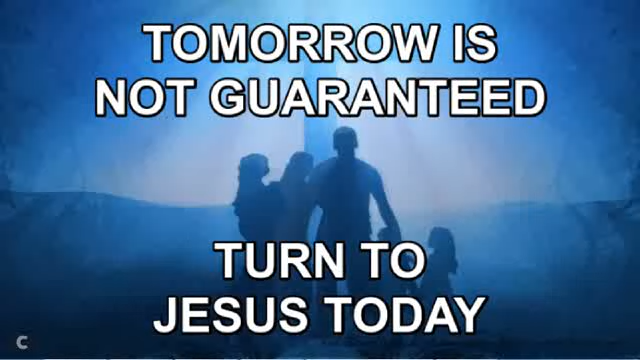 TOMORROW IS
NOT GUARANTEED
TURN TO
JESUS TODAY
C